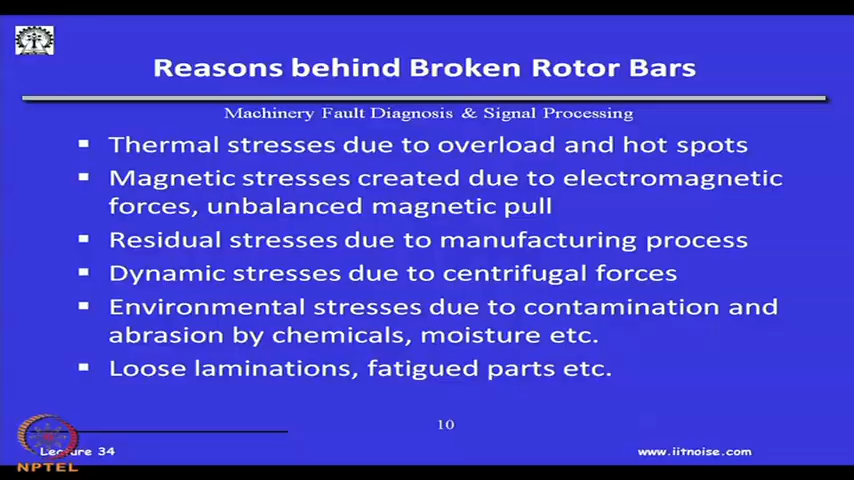 Reasons behind Broken Rotor Bars
Machinery Fault Diagnosis & Signal Processing
Thermal stresses due to overload and hot spots
Magnetic stresses created due to electromagnetic
forces, unbalanced magnetic pull
Residual stresses due to manufacturing process
Dynamic stresses due to centrifugal forces
Environmental stresses due to contamination and
abrasion by chemicals, moisture etc.
Loose laminations, fatigued parts etc.
10
Lecture 34
www.iitnoise.com
NPTEL